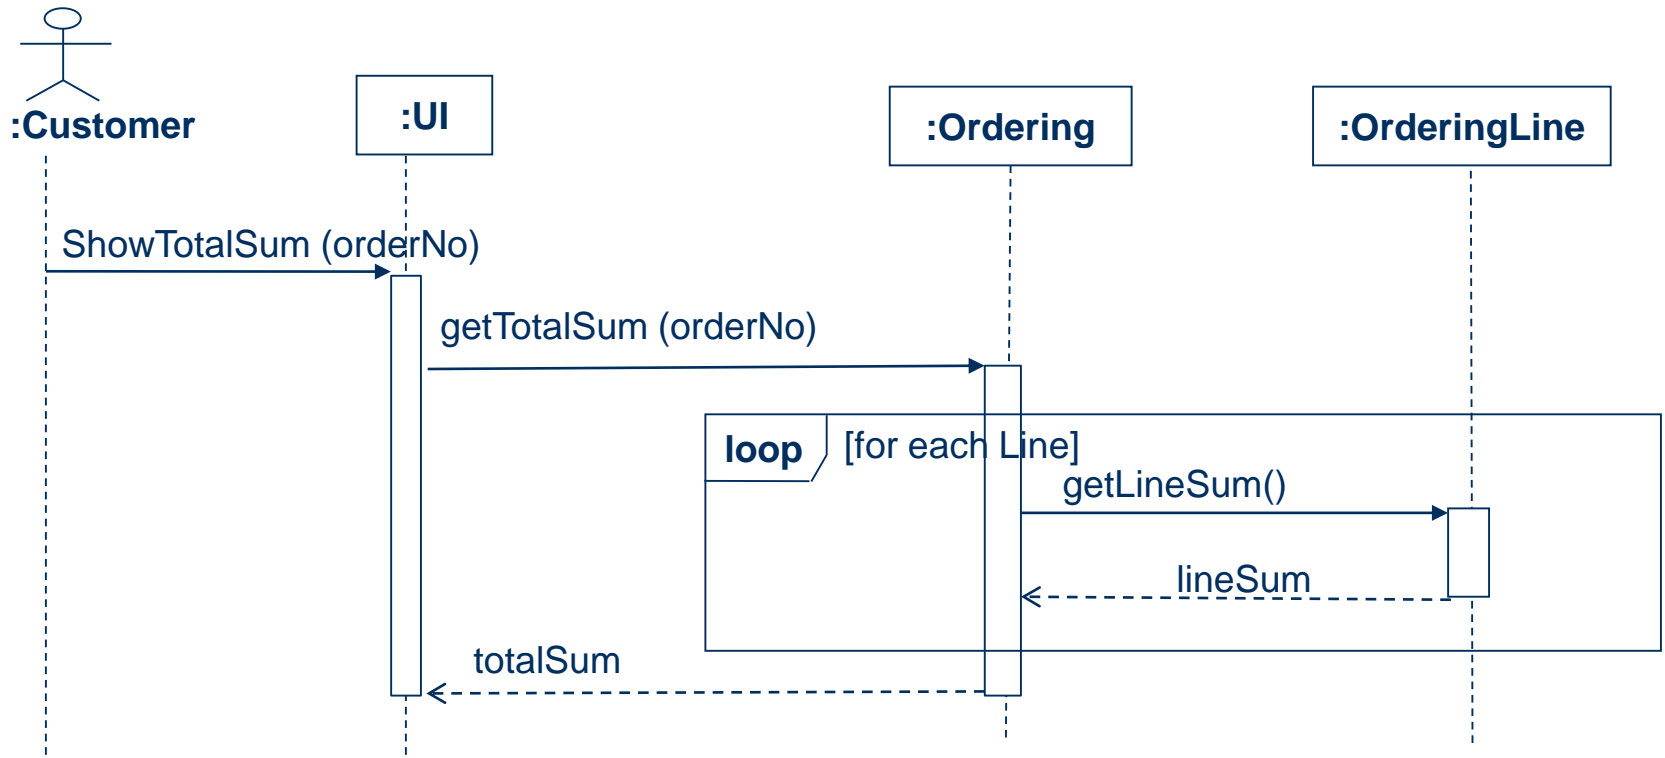 :Customer
:UI
:Ordering
:OrderingLine
ShowTotalSum (orderNo)
getTotalSum (orderNo)
loop
[for each Line]
getLineSum()
lineSum
totalSum